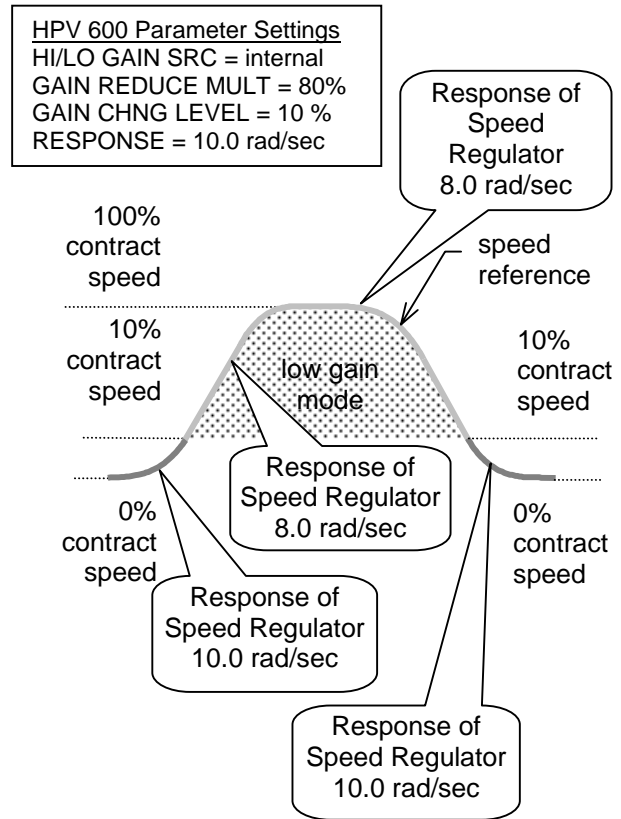 HPV 600 Parameter Settings
HI/LO GAIN SRC = internal
GAIN REDUCE MULT = 80%
GAIN CHNG LEVEL = 10 %
RESPONSE = 10.0 rad/sec
Response of
Speed
Regulator
8.0 rad/sec
100%
contract
speed
speed
reference
10%
contract
speed
low gain
mode
10%
contract
speed
Response of
Speed Regulator
8.0 rad/sec
0%
contract
speed
0%
contract
speed
Response of
Speed Regulator
10.0 rad/sec
Response of
Speed Regulator
10.0 rad/sec